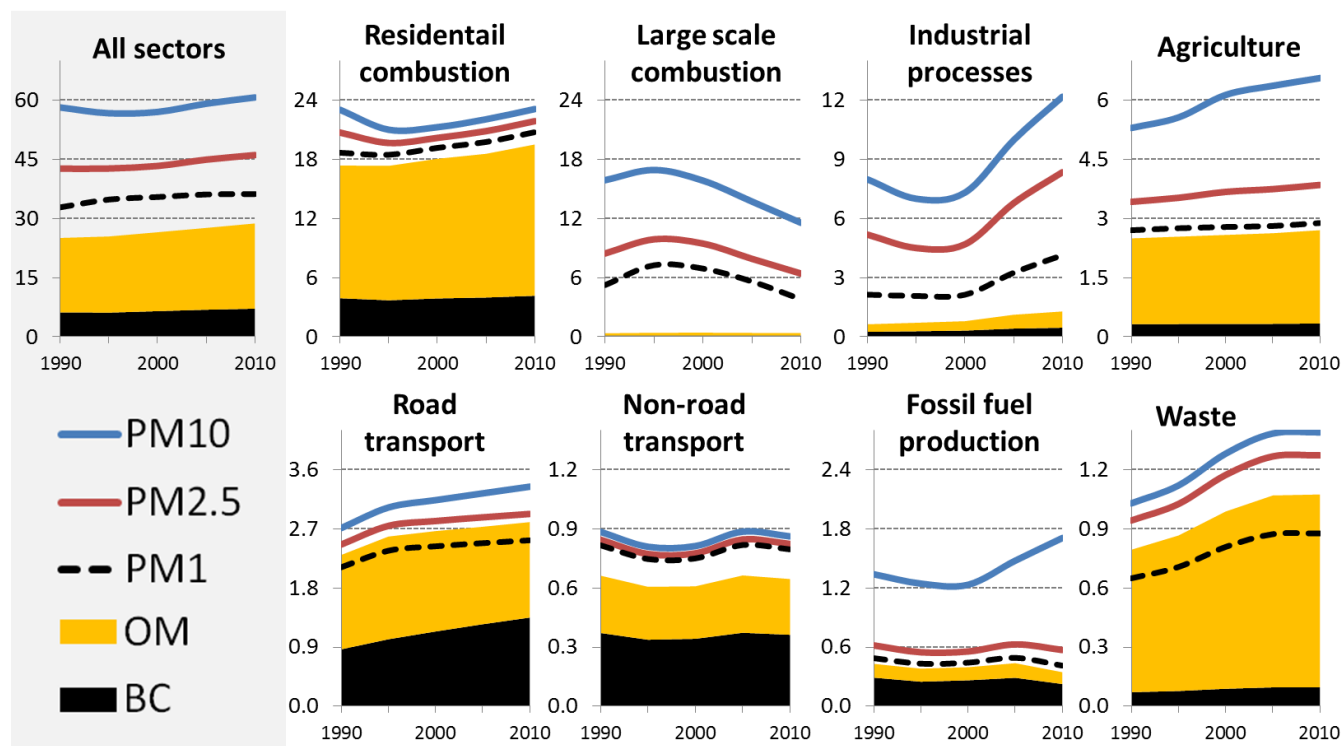 All sectors
60
45
30
15
0
1990 2000 2010
Residentail
combustion
24
18
12
6
0
1990 2000 2010
Large scale
combustion
24
18
12
6
0
1990 2000 2010
Industrial
processes
12
9
6
3
0
1990 2000 2010
Agriculture
6
4.5
3
1.5
0
1990 2000 2010
PM10
PM2.5
PM1
OM
BC
Road
transport
3.6
2.7
1.8
0.9
0.0
1990 2000 2010
Non-road
transport
1.2
0.9
0.6
0.3
0.0
1990 2000 2010
Fossil fuel
production
2.4
1.8
1.2
0.6
0.0
1990 2000 2010
Waste
1.2
0.9
0.6
0.3
0.0
1990 2000 2010